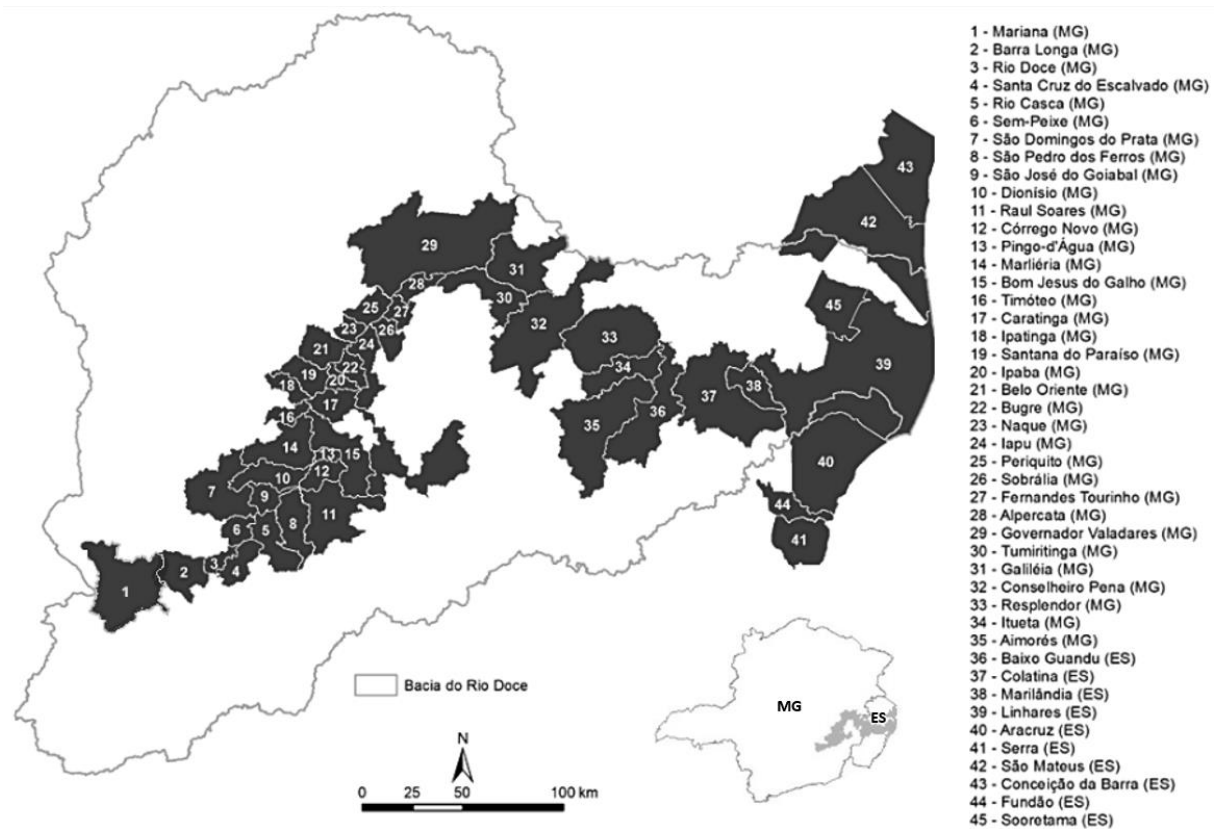 1 - Mariana (MG)
2 - Barra Longa (MG)
3 - Rio Doce (MG)
4 - Santa Cruz do Escalvado (MG)
5 - Rio Casca (MG)
6 - Sem-Peixe (MG)
7 - São Domingos do Prata (MG)
8 - São Pedro dos Ferros (MG)
9 - São José do Goiabal (MG)
10 - Dionísio (MG)
11 - Raul Soares (MG)
12 - Córrego Novo (MG)
13 - Pingo-d'Água (MG)
14 - Marliéria (MG)
15 - Bom Jesus do Galho (MG)
16 - Timóteo (MG)
17 - Caratinga (MG)
18 - Ipatinga (MG)
19 - Santana do Paraíso (MG)
20 - Ipaba (MG)
21 - Belo Oriente (MG)
22 - Bugre (MG)
23 - Naque (MG)
24 - Iapu (MG)
25 - Periquito (MG)
26 - Sobrália (MG)
27 - Fernandes Tourinho (MG)
28 - Alpercata (MG)
29 - Governador Valadares (MG)
30 - Tumiritinga (MG)
31 - Galiléia (MG)
32 - Conselheiro Pena (MG)
33 - Resplendor (MG)
34 - Itueta (MG)
35 - Aimorés (MG)
36 - Baixo Guandu (ES)
37 - Colatina (ES)
38 - Marilândia (ES)
39 - Linhares (ES)
40 - Aracruz (ES)
41 - Serra (ES)
42 - São Mateus (ES)
43 - Conceição da Barra (ES)
44 - Fundão (ES)
45 - Sooretama (ES)
43
42
29
31
28
30
25
27
45
32
23
26
33
24
21
39
22
34
19
20
38
18
37
17
36
16
35
14
13
15
40
12
10
7
9
44
11
8
6
5
41
3
4
2
1
Bacia do Rio Doce
MG
ES
N
0 25 50 100 km